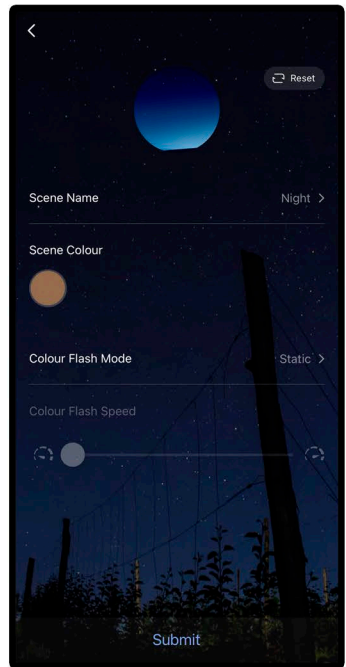 Reset
Scene Name
Night
Scene Colour
Colour Flash Mode
Static
Colour Flash Speed
Submit